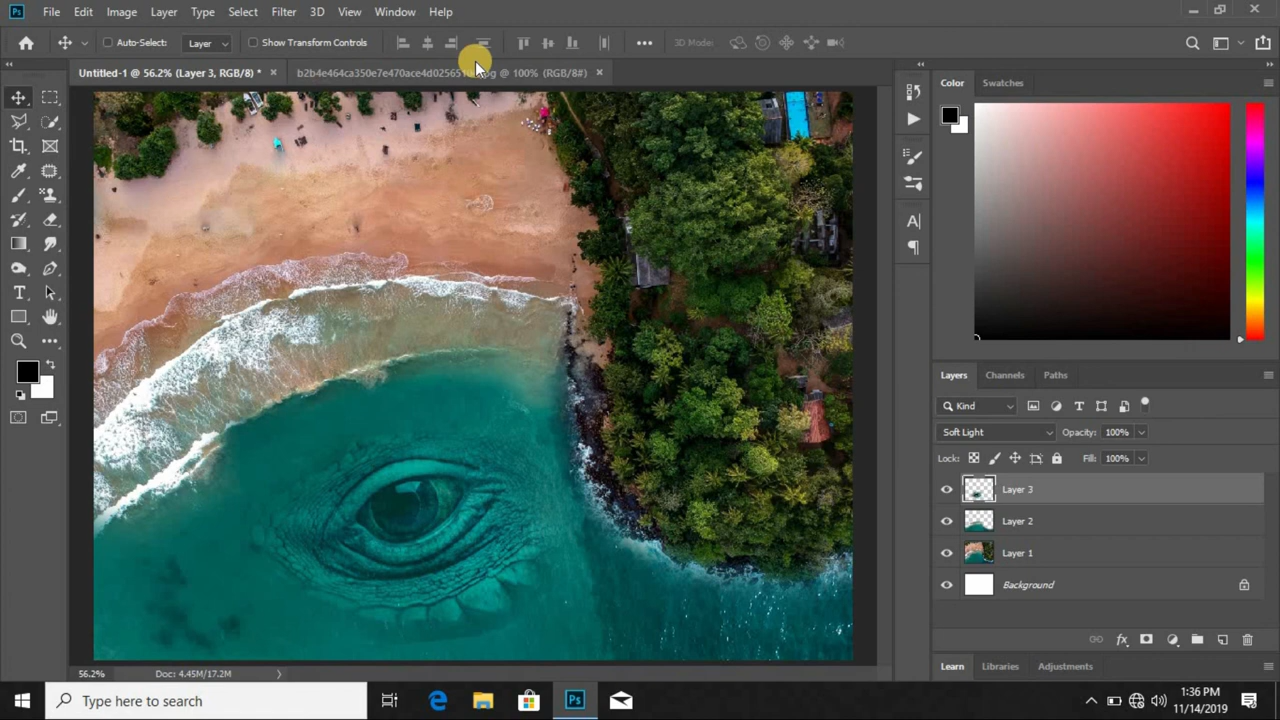 Ps File Edit Image Layer Type Select Filter 3D View Window Help
Auto-Select: Layer Show Transform Controls 3D Mode:
Untitled-1 @ 56.2% (Layer 3, RGB/8) * × @ 100% (RGB/8#) ×
Color Swatches
Layers Channels Paths
Kind
Soft Light Opacity: 100%
Lock: Fill: 100%
Layer 3
Layer 2
Layer 1
Background
56.2% Doc: 4.45M/17.2M
Learn Libraries Adjustments
Type here to search
Ps
1:36 PM
11/14/2019